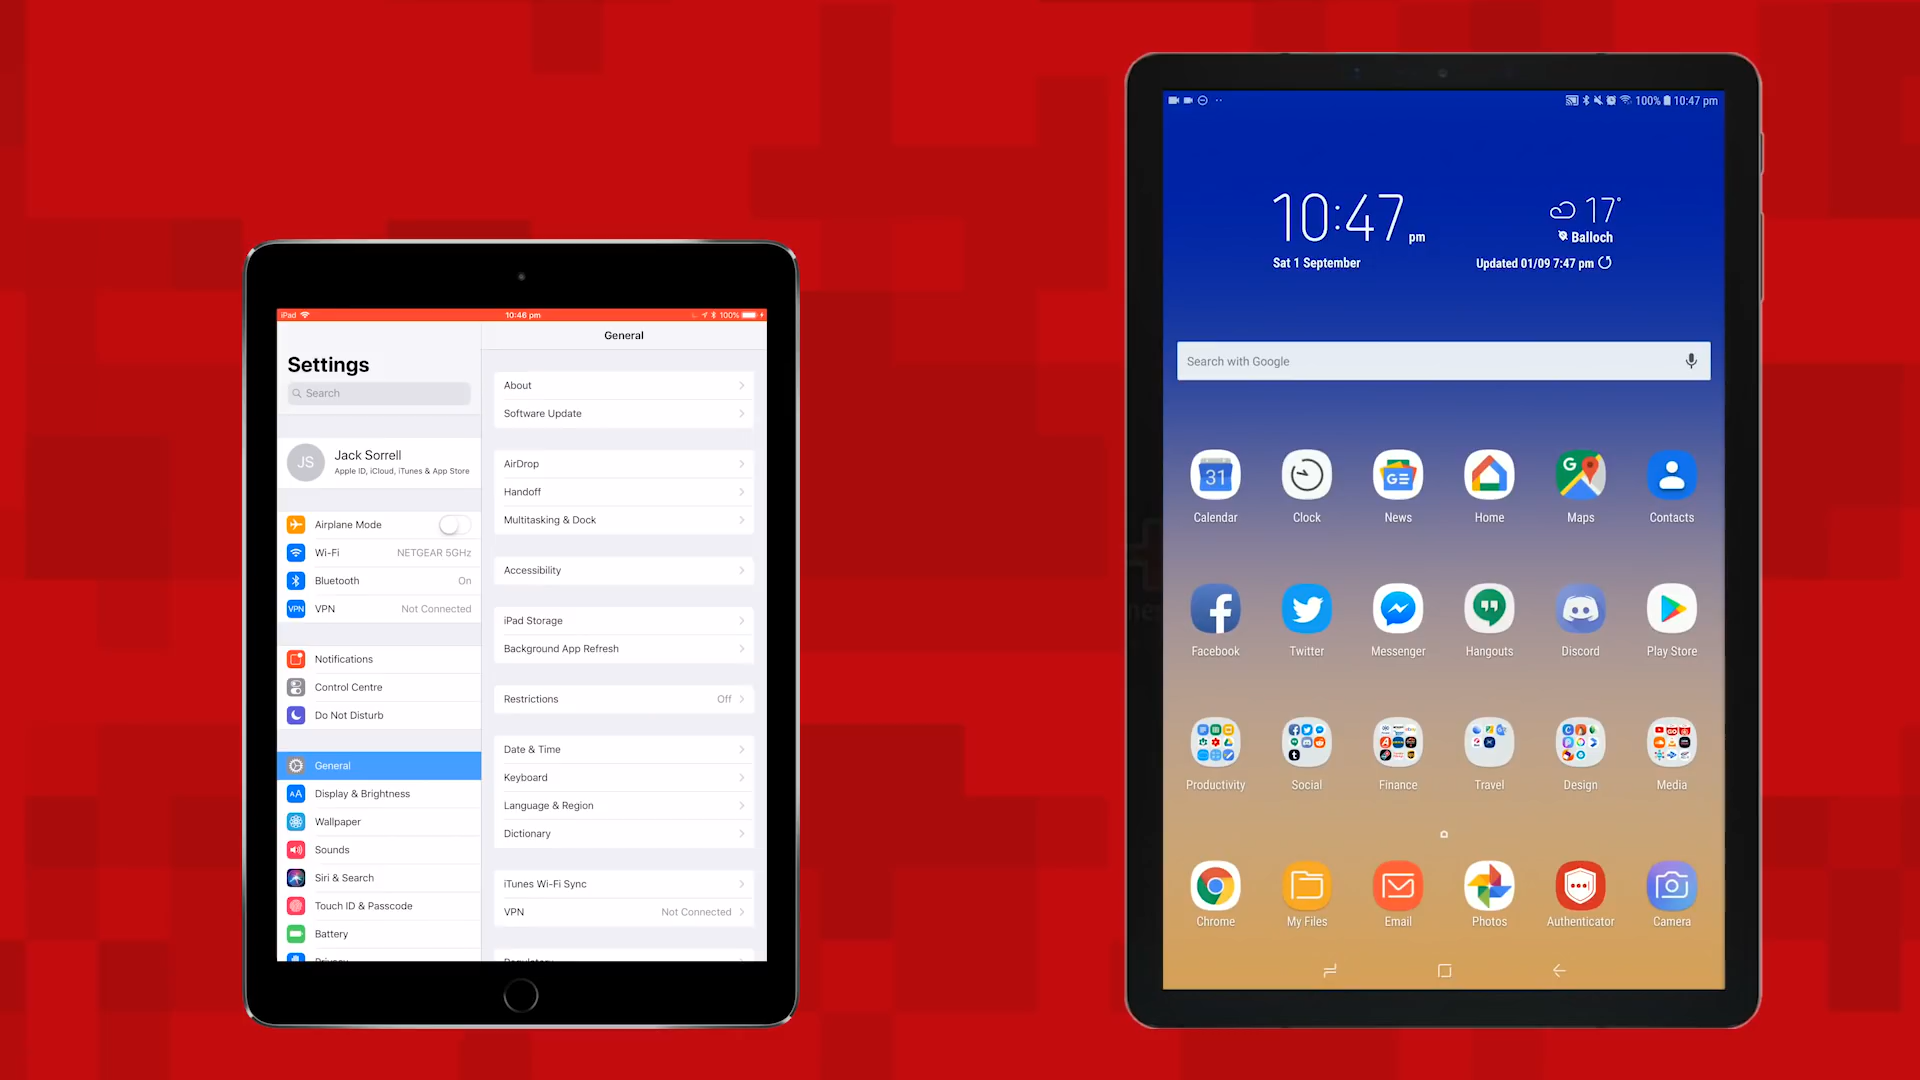 iPad 10:46 pm 100%
Settings
Search
JS
Jack Sorrell
Apple ID, iCloud, iTunes & App Store
Airplane Mode
Wi-Fi NETGEAR 5GHz
Bluetooth On
VPN VPN Not Connected
Notifications
Control Centre
Do Not Disturb
General
AA Display & Brightness
Wallpaper
Sounds
Siri & Search
Touch ID & Passcode
Battery
Privacy
General
About
Software Update
AirDrop
Handoff
Multitasking & Dock
Accessibility
iPad Storage
Background App Refresh
Restrictions Off
Date & Time
Keyboard
Language & Region
Dictionary
iTunes Wi-Fi Sync
VPN Not Connected
Regulatory
100% 10:47 pm
10:47 pm
Sat 1 September
17°
Balloch
Updated 01/09 7:47 pm
Search with Google
31 GE G
Calendar Clock News Home Maps Contacts
Facebook Twitter Messenger Hangouts Discord Play Store
Productivity Social Finance Travel Design Media
Chrome My Files Email Photos Authenticator Camera